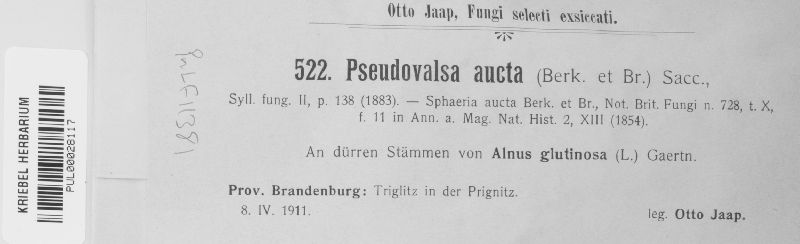 Otto Jaap, Fungi selecti exsiccati.
522. Pseudovalsa aucta (Berk. et Br.) Sacc.,
Syll. fung. II, p. 138 (1883). — Sphaeria aucta Berk. et Br., Not. Brit. Fungi n. 728, t. X,
f. 11 in Ann. a. Mag. Nat. Hist. 2, XIII (1854).
An dürren Stämmen von Alnus glutinosa (L.) Gaertn.
Prov. Brandenburg: Triglitz in der Prignitz.
8. IV. 1911.
leg. Otto Jaap.
KRIEBEL HERBARIUM
PUL00028117
PULF11381